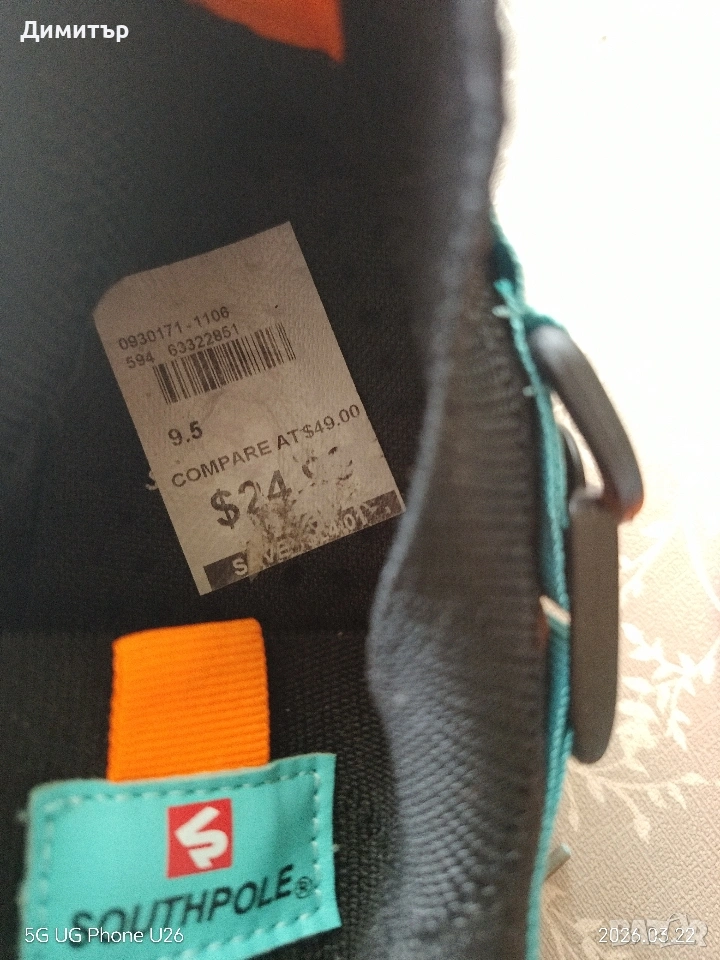 Димитър
0930171-1106
594 63322851
9.5
COMPARE AT $49.00
$24
SOUTHPOLE®
5G UG Phone U26
2026.03.22